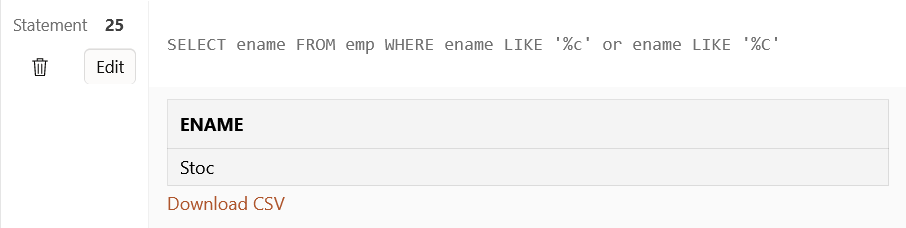 Statement 25
Edit
SELECT ename FROM emp WHERE ename LIKE '%c' or ename LIKE '%C'
ENAME
Stoc
Download CSV